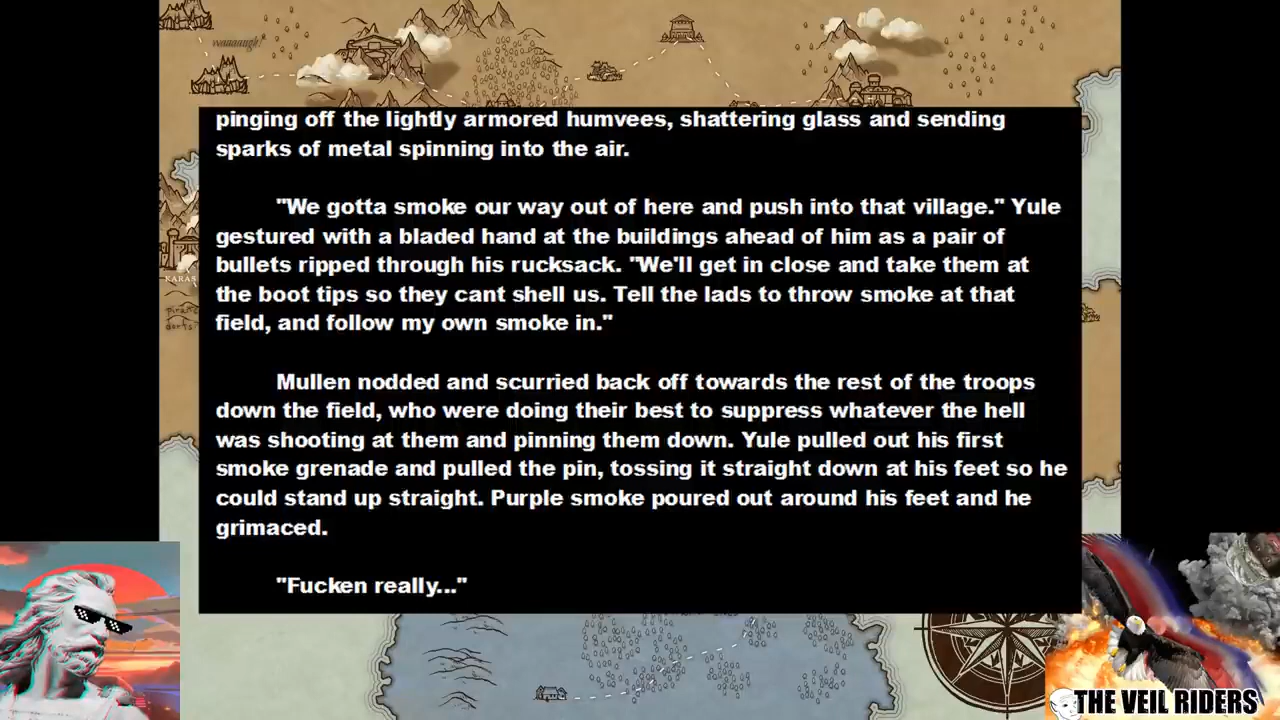 waaaaagh!
pinging off the lightly armored humvees, shattering glass and sending
sparks of metal spinning into the air.
"We gotta smoke our way out of here and push into that village." Yule
gestured with a bladed hand at the buildings ahead of him as a pair of
bullets ripped through his rucksack. "We'll get in close and take them at
the boot tips so they cant shell us. Tell the lads to throw smoke at that
field, and follow my own smoke in."
Mullen nodded and scurried back off towards the rest of the troops
down the field, who were doing their best to suppress whatever the hell
was shooting at them and pinning them down. Yule pulled out his first
smoke grenade and pulled the pin, tossing it straight down at his feet so he
could stand up straight. Purple smoke poured out around his feet and he
grimaced.
"Fucken really..."
KARAS
THE VEIL RIDERS